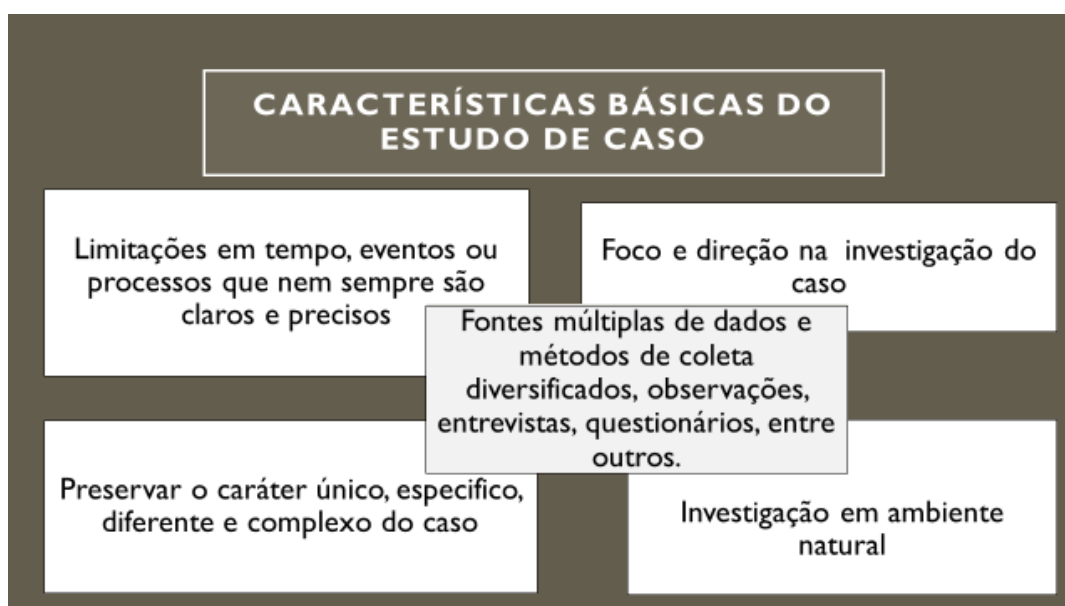 CARACTERÍSTICAS BÁSICAS DO
ESTUDO DE CASO
Limitações em tempo, eventos ou
processos que nem sempre são
claros e precisos
Foco e direção na investigação do
caso
Fontes múltiplas de dados e
métodos de coleta
diversificados, observações,
entrevistas, questionários, entre
outros.
Preservar o caráter único, especifico,
diferente e complexo do caso
Investigação em ambiente
natural